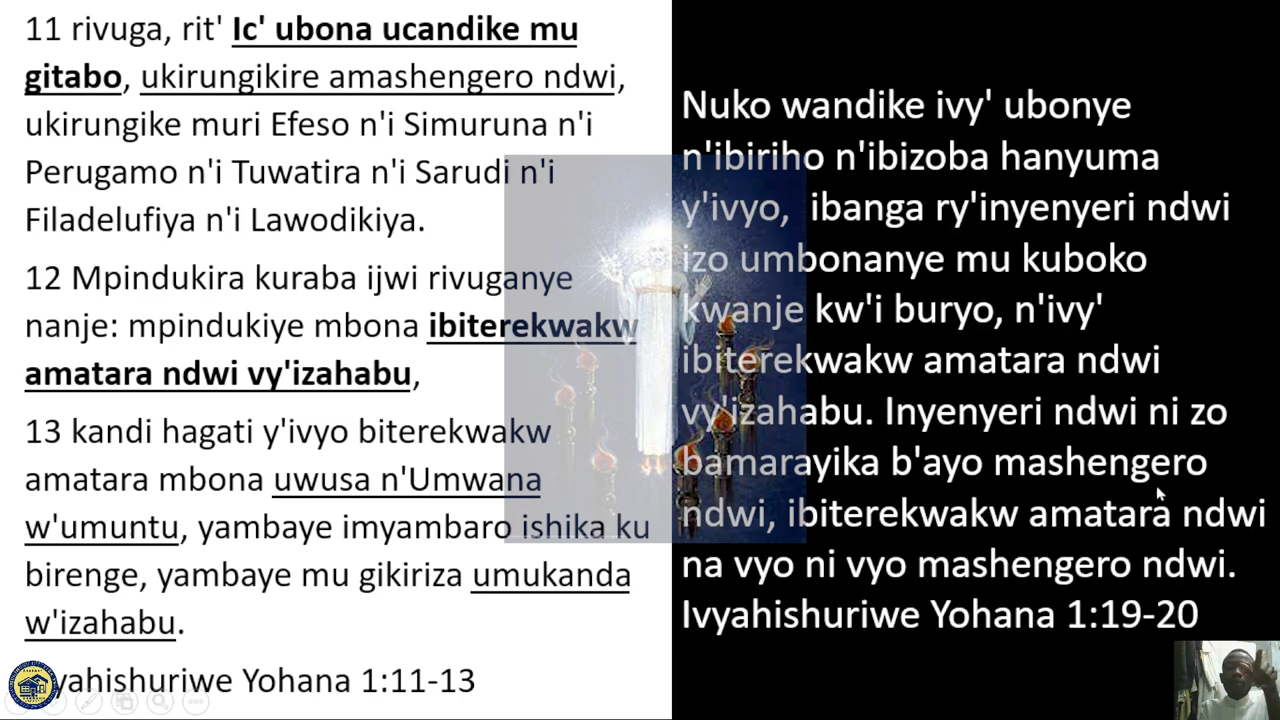 11 rivuga, rit' Ic' ubona ucandike mu
gitabo, ukirungikire amashengero ndwi,
ukirungike muri Efeso n'i Simuruna n'i
Perugamo n'i Tuwatira n'i Sarudi n'i
Filadelufiya n'i Lawodikiya.
12 Mpindukira kuraba ijwi rivuganye
nanje: mpindukiye mbona ibiterekwakw
amatara ndwi vy'izahabu,
13 kandi hagati y'ivyo biterekwakw
amatara mbona uwusa n'Umwana
w'umuntu, yambaye imyambaro ishika ku
birenge, yambaye mu gikiriza umukanda
w'izahabu.
yahishuriwe Yohana 1:11-13
Nuko wandike ivy' ubonye
n'ibiriho n'ibizoba hanyuma
y'ivyo, ibanga ry'inyenyeri ndwi
izo umbonanye mu kuboko
kwanje kw'i buryo, n'ivy'
ibiterekwakw amatara ndwi
vy'izahabu. Inyenyeri ndwi ni zo
bamarayika b'ayo mashengero
ndwi, ibiterekwakw amatara ndwi
na vyo ni vyo mashengero ndwi.
Ivyahishuriwe Yohana 1:19-20